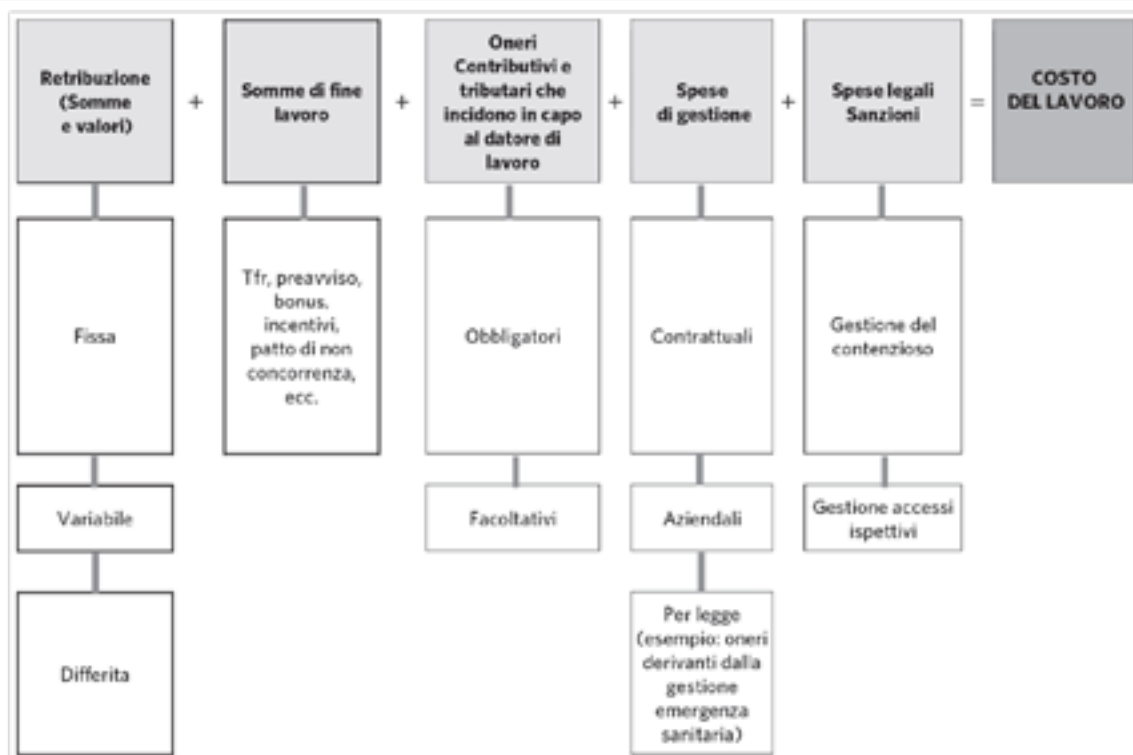 Retribuzione
(Somme
e valori)
+
Somme di fine
lavoro
+
Oneri
Contributivi e
tributari che
incidono in capo
al datore di
lavoro
+
Spese
di gestione
+
Spese legali
Sanzioni
=
COSTO
DEL LAVORO
Fissa
Tfr, preavviso,
bonus.
incentivi,
patto di non
concorrenza,
ecc.
Obbligatori
Contrattuali
Gestione del
contenzioso
Variabile
Facoltativi
Aziendali
Gestione accessi
ispettivi
Differita
Per legge
(esempio: oneri
derivanti dalla
gestione
emergenza
sanitaria)